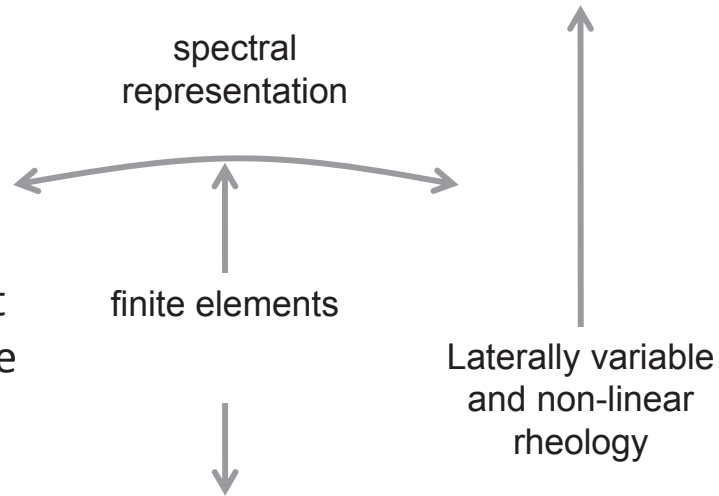 spectral
representation
finite elements
Laterally variable
and non-linear
rheology